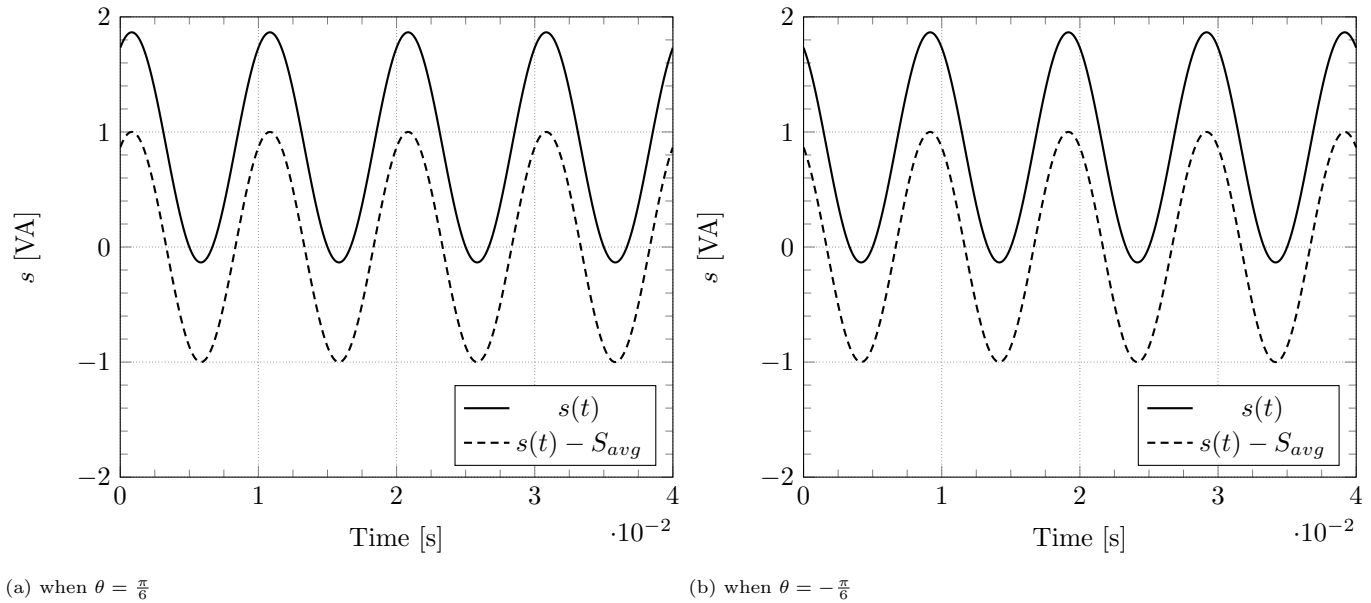 2
1
0
−1
−2
s [VA]
0
1
2
3
4
·10⁻²
Time [s]
s(t)
s(t) − S_avg
(a) when θ = π/6
2
1
0
−1
−2
s [VA]
0
1
2
3
4
·10⁻²
Time [s]
s(t)
s(t) − S_avg
(b) when θ = −π/6